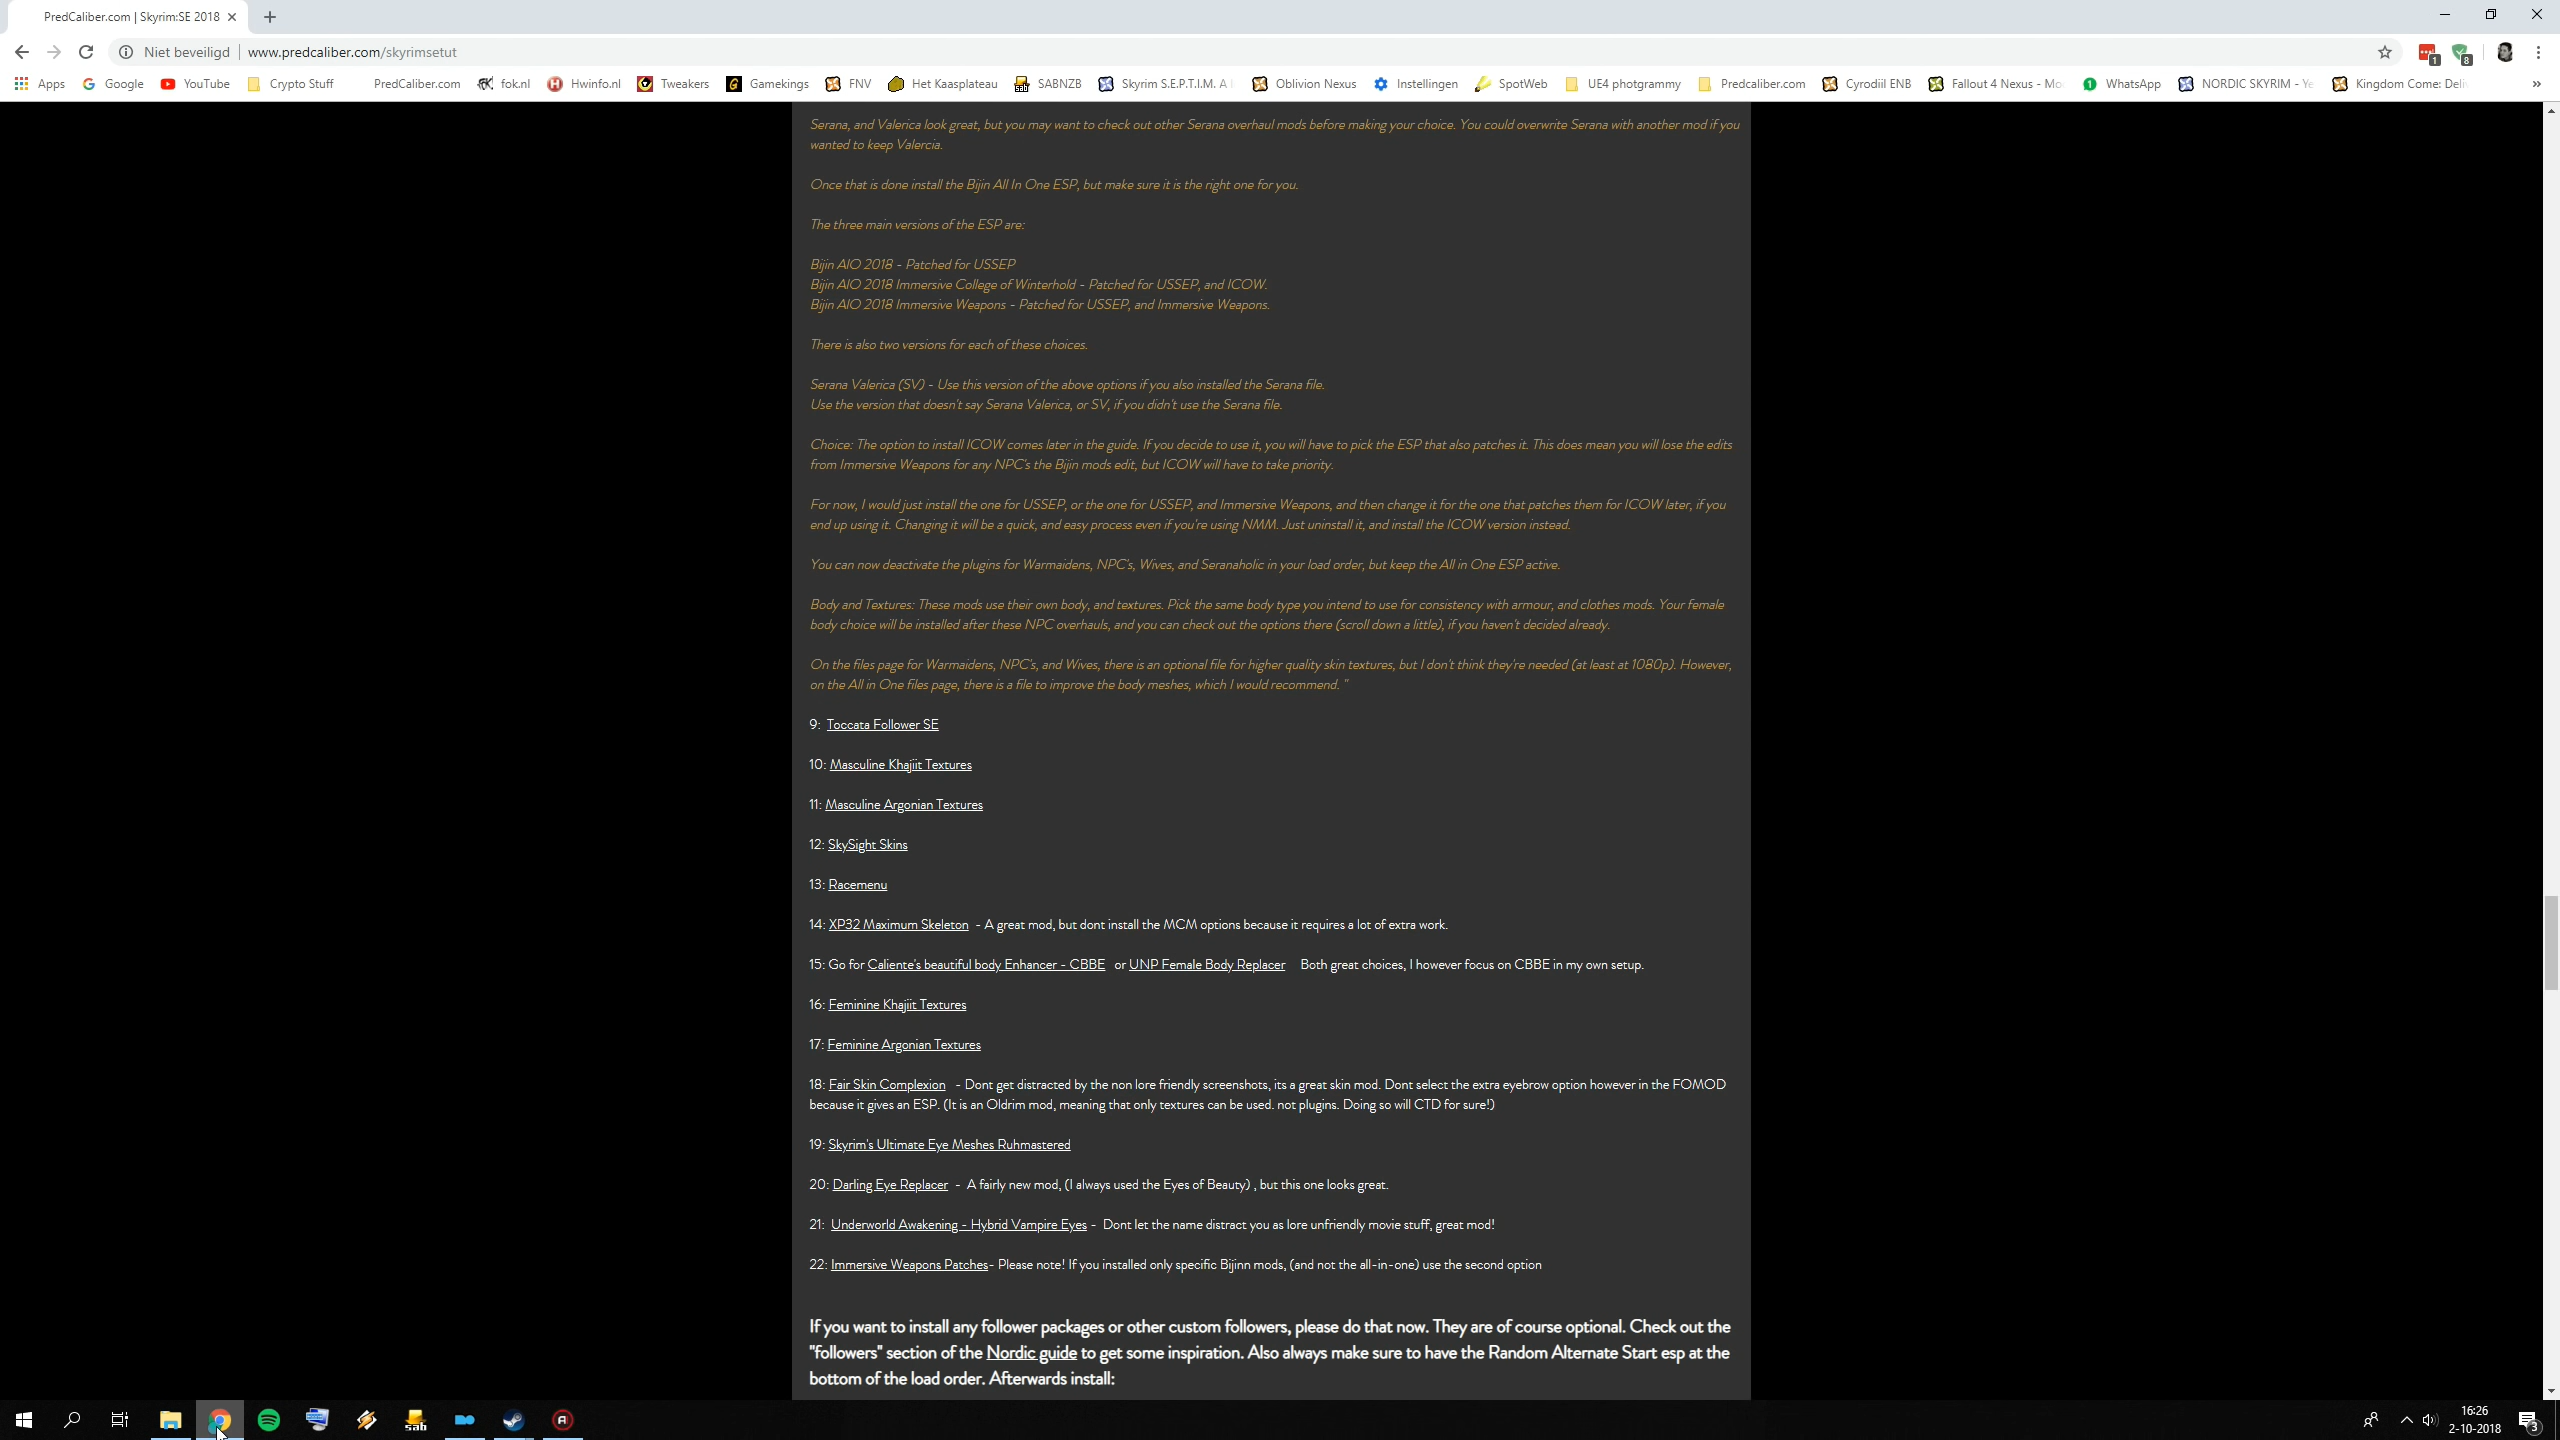 PredCaliber.com | Skyrim:SE 2018
Niet beveiligd | www.predcaliber.com/skyrimsetut
1
8
Apps Google YouTube Crypto Stuff PredCaliber.com fok.nl Hwinfo.nl Tweakers Gamekings FNV Het Kaasplateau SABNZB Skyrim S.E.P.T.I.M. A Oblivion Nexus Instellingen SpotWeb UE4 photgrammy Predcaliber.com Cyrodiil ENB Fallout 4 Nexus - Mo WhatsApp NORDIC SKYRIM - Ye Kingdom Come: Deli »
Serana, and Valerica look great, but you may want to check out other Serana overhaul mods before making your choice. You could overwrite Serana with another mod if you
wanted to keep Valercia.
Once that is done install the Bijin All In One ESP, but make sure it is the right one for you.
The three main versions of the ESP are:
Bijin AIO 2018 - Patched for USSEP
Bijin AIO 2018 Immersive College of Winterhold - Patched for USSEP, and ICOW.
Bijin AIO 2018 Immersive Weapons - Patched for USSEP, and Immersive Weapons.
There is also two versions for each of these choices.
Serana Valerica (SV) - Use this version of the above options if you also installed the Serana file.
Use the version that doesn't say Serana Valerica, or SV, if you didn't use the Serana file.
Choice: The option to install ICOW comes later in the guide. If you decide to use it, you will have to pick the ESP that also patches it. This does mean you will lose the edits
from Immersive Weapons for any NPC's the Bijin mods edit, but ICOW will have to take priority.
For now, I would just install the one for USSEP, or the one for USSEP, and Immersive Weapons, and then change it for the one that patches them for ICOW later, if you
end up using it. Changing it will be a quick, and easy process even if you're using NMM. Just uninstall it, and install the ICOW version instead.
You can now deactivate the plugins for Warmaidens, NPC's, Wives, and Seranaholic in your load order, but keep the All in One ESP active.
Body and Textures: These mods use their own body, and textures. Pick the same body type you intend to use for consistency with armour, and clothes mods. Your female
body choice will be installed after these NPC overhauls, and you can check out the options there (scroll down a little), if you haven't decided already.
On the files page for Warmaidens, NPC's, and Wives, there is an optional file for higher quality skin textures, but I don't think they're needed (at least at 1080p). However,
on the All in One files page, there is a file to improve the body meshes, which I would recommend. "
9: Toccata Follower SE
10: Masculine Khajiit Textures
11: Masculine Argonian Textures
12: SkySight Skins
13: Racemenu
14: XP32 Maximum Skeleton - A great mod, but dont install the MCM options because it requires a lot of extra work.
15: Go for Caliente's beautiful body Enhancer - CBBE or UNP Female Body Replacer Both great choices, I however focus on CBBE in my own setup.
16: Feminine Khajiit Textures
17: Feminine Argonian Textures
18: Fair Skin Complexion - Dont get distracted by the non lore friendly screenshots, its a great skin mod. Dont select the extra eyebrow option however in the FOMOD
because it gives an ESP. (It is an Oldrim mod, meaning that only textures can be used. not plugins. Doing so will CTD for sure!)
19: Skyrim's Ultimate Eye Meshes Ruhmastered
20: Darling Eye Replacer - A fairly new mod, (I always used the Eyes of Beauty) , but this one looks great.
21: Underworld Awakening - Hybrid Vampire Eyes - Dont let the name distract you as lore unfriendly movie stuff, great mod!
22: Immersive Weapons Patches- Please note! If you installed only specific Bijinn mods, (and not the all-in-one) use the second option
If you want to install any follower packages or other custom followers, please do that now. They are of course optional. Check out the
"followers" section of the Nordic guide to get some inspiration. Also always make sure to have the Random Alternate Start esp at the
bottom of the load order. Afterwards install:
sab
16:26
2-10-2018
3